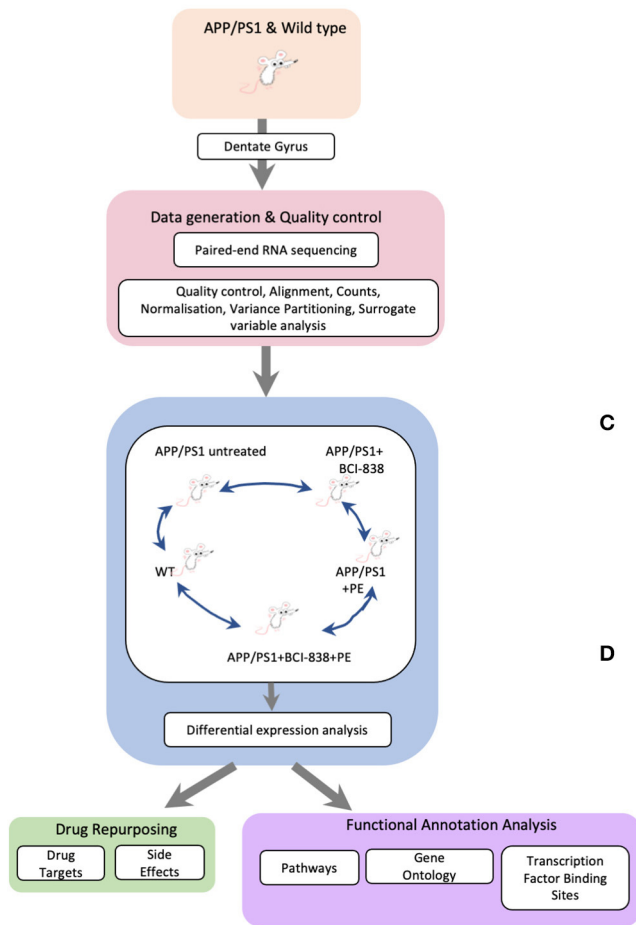 APP/PS1 & Wild type
Dentate Gyrus
Data generation & Quality control
Paired-end RNA sequencing
Quality control, Alignment, Counts,
Normalisation, Variance Partitioning, Surrogate
variable analysis
C
APP/PS1 untreated
APP/PS1+
BCI-838
WT
APP/PS1
+PE
APP/PS1+BCI-838+PE
D
Differential expression analysis
Drug Repurposing
Drug
Targets
Side
Effects
Functional Annotation Analysis
Pathways
Gene
Ontology
Transcription
Factor Binding
Sites